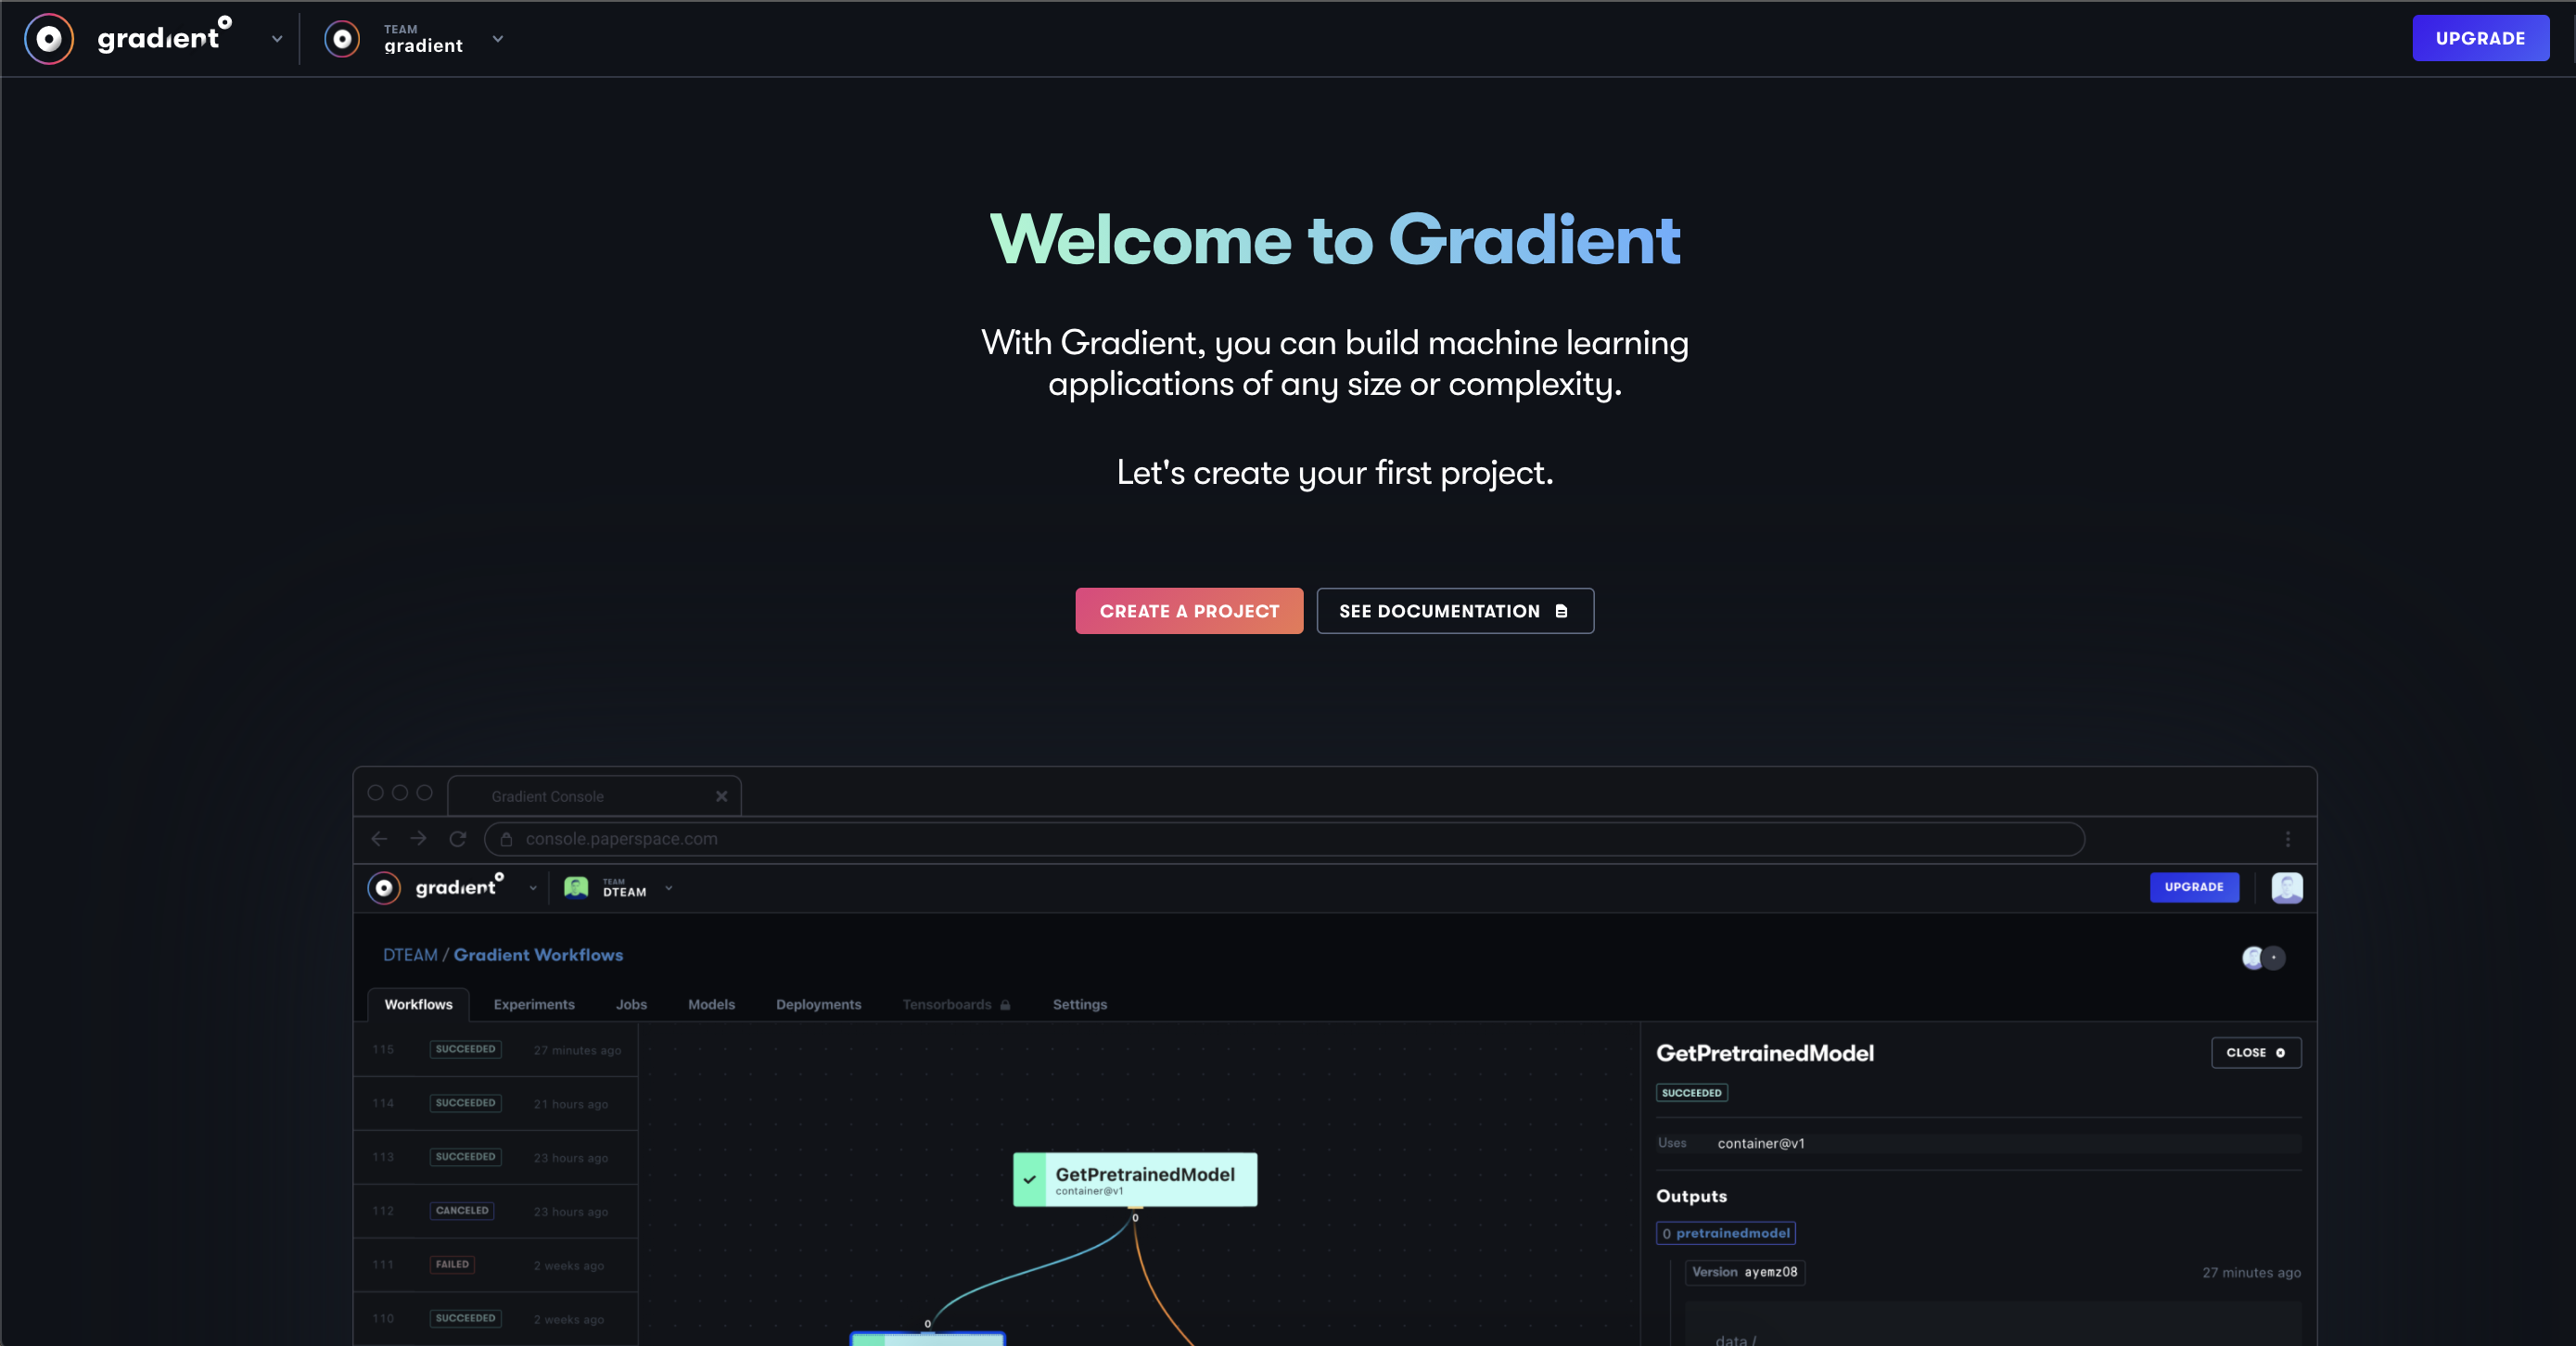 gradient
TEAM
gradient
UPGRADE
Welcome to Gradient
With Gradient, you can build machine learning
applications of any size or complexity.
Let's create your first project.
CREATE A PROJECT
SEE DOCUMENTATION
Gradient Console
console.paperspace.com
gradient
TEAM
DTEAM
UPGRADE
DTEAM / Gradient Workflows
Workflows Experiments Jobs Models Deployments Tensorboards Settings
115 SUCCEEDED 27 minutes ago
114 SUCCEEDED 21 hours ago
113 SUCCEEDED 23 hours ago
112 CANCELED 23 hours ago
111 FAILED 2 weeks ago
110 SUCCEEDED 2 weeks ago
GetPretrainedModel
container@v1
0
0
GetPretrainedModel
CLOSE
SUCCEEDED
Uses container@v1
Outputs
0 pretrainedmodel
Version ayemz08 27 minutes ago
data /